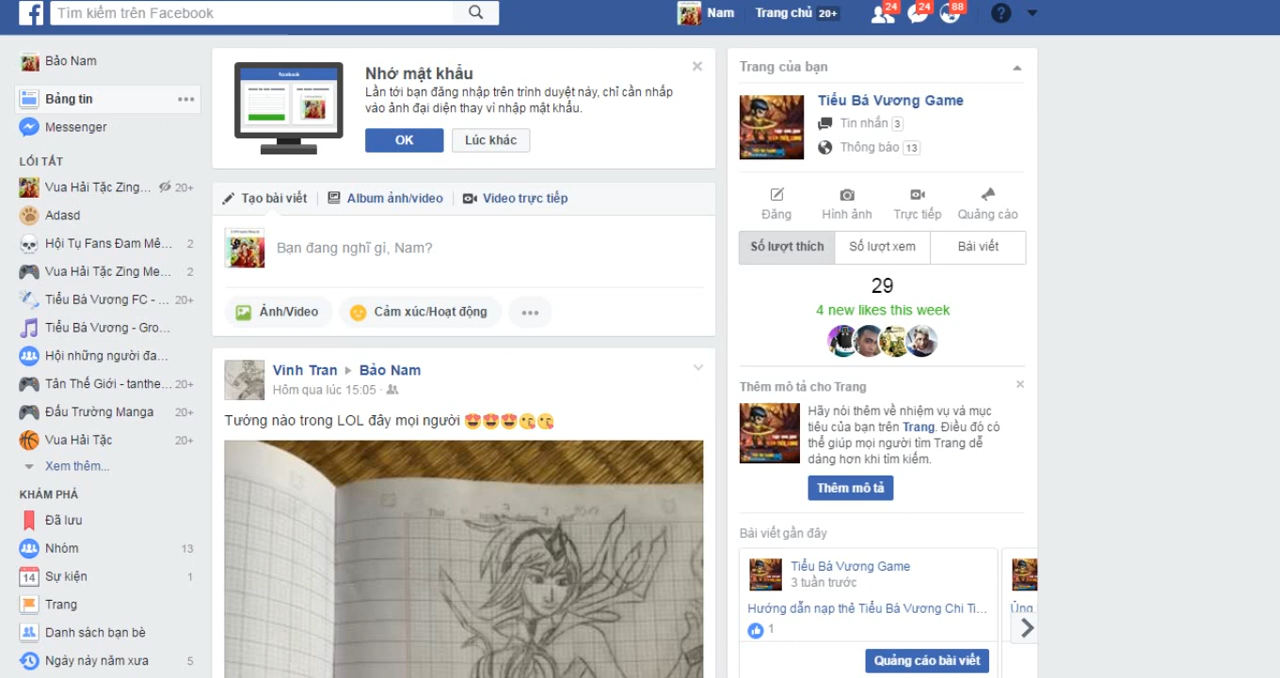 Tìm kiếm trên Facebook
Nam
Trang chủ 20+
24
24
88
?
Bảo Nam
Bảng tin
Messenger
LỐI TẮT
Vua Hải Tặc Zing... 20+
Adasd
Hội Tụ Fans Đam Mê... 2
Vua Hải Tặc Zing Me... 2
Tiểu Bá Vương FC - ... 20+
Tiểu Bá Vương - Gro...
Hội những người đa...
Tân Thế Giới - tanthe... 20+
Đấu Trường Manga 20+
Vua Hải Tặc 20+
Xem thêm...
KHÁM PHÁ
Đã lưu
Nhóm 13
14 Sự kiện 1
Trang
Danh sách bạn bè
Ngày này năm xưa 5
facebook
Nhớ mật khẩu
Lần tới bạn đăng nhập trên trình duyệt này, chỉ cần nhấp
vào ảnh đại diện thay vì nhập mật khẩu.
OK
Lúc khác
Tạo bài viết
Album ảnh/video
Video trực tiếp
Bạn đang nghĩ gì, Nam?
Ảnh/Video
Cảm xúc/Hoạt động
Vinh Tran ▸ Bảo Nam
Hôm qua lúc 15:05 ·
Tướng nào trong LOL đây mọi người 😍😍😍😘😘
Trang của bạn
Tiểu Bá Vương Game
Tin nhắn 3
Thông báo 13
Đăng
Hình ảnh
Trực tiếp
Quảng cáo
Số lượt thích
Số lượt xem
Bài viết
29
4 new likes this week
Thêm mô tả cho Trang
Hãy nói thêm về nhiệm vụ và mục
tiêu của bạn trên Trang. Điều đó có
thể giúp mọi người tìm Trang dễ
dàng hơn khi tìm kiếm.
Thêm mô tả
Bài viết gần đây
Tiểu Bá Vương Game
3 tuần trước
Hướng dẫn nạp thẻ Tiểu Bá Vương Chi Ti...
1
Quảng cáo bài viết